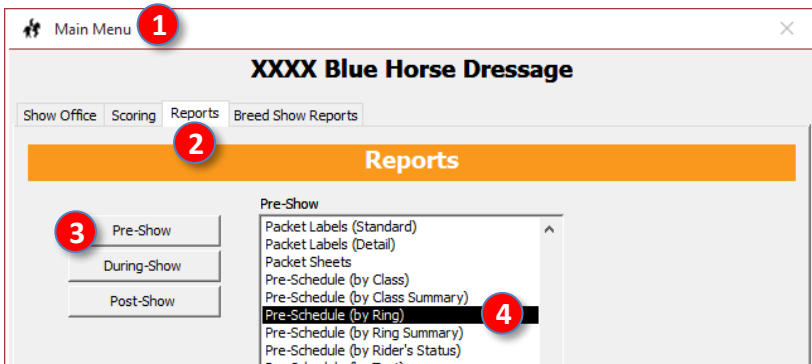 Main Menu 1
XXXX Blue Horse Dressage
Show Office Scoring Reports Breed Show Reports
2
Reports
Pre-Show
3 Pre-Show
During-Show
Post-Show
Packet Labels (Standard)
Packet Labels (Detail)
Packet Sheets
Pre-Schedule (by Class)
Pre-Schedule (by Class Summary)
Pre-Schedule (by Ring) 4
Pre-Schedule (by Ring Summary)
Pre-Schedule (by Rider's Status)